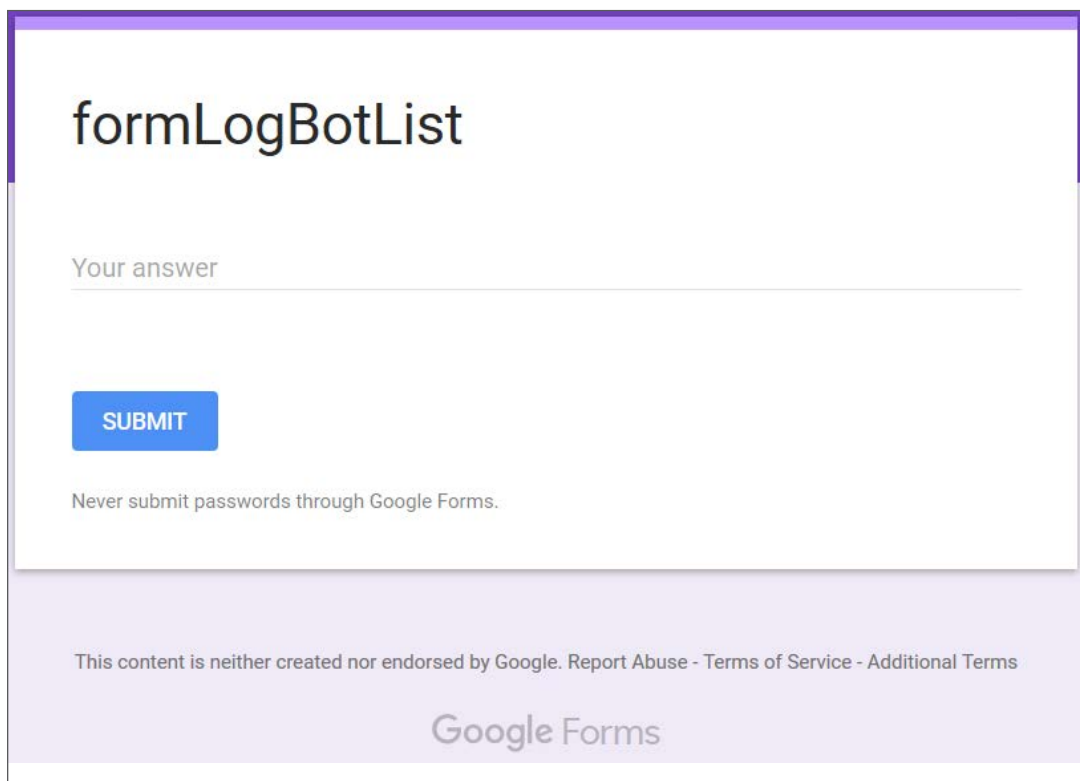 formLogBotList
Your answer
SUBMIT
Never submit passwords through Google Forms.
This content is neither created nor endorsed by Google. Report Abuse - Terms of Service - Additional Terms
Google Forms